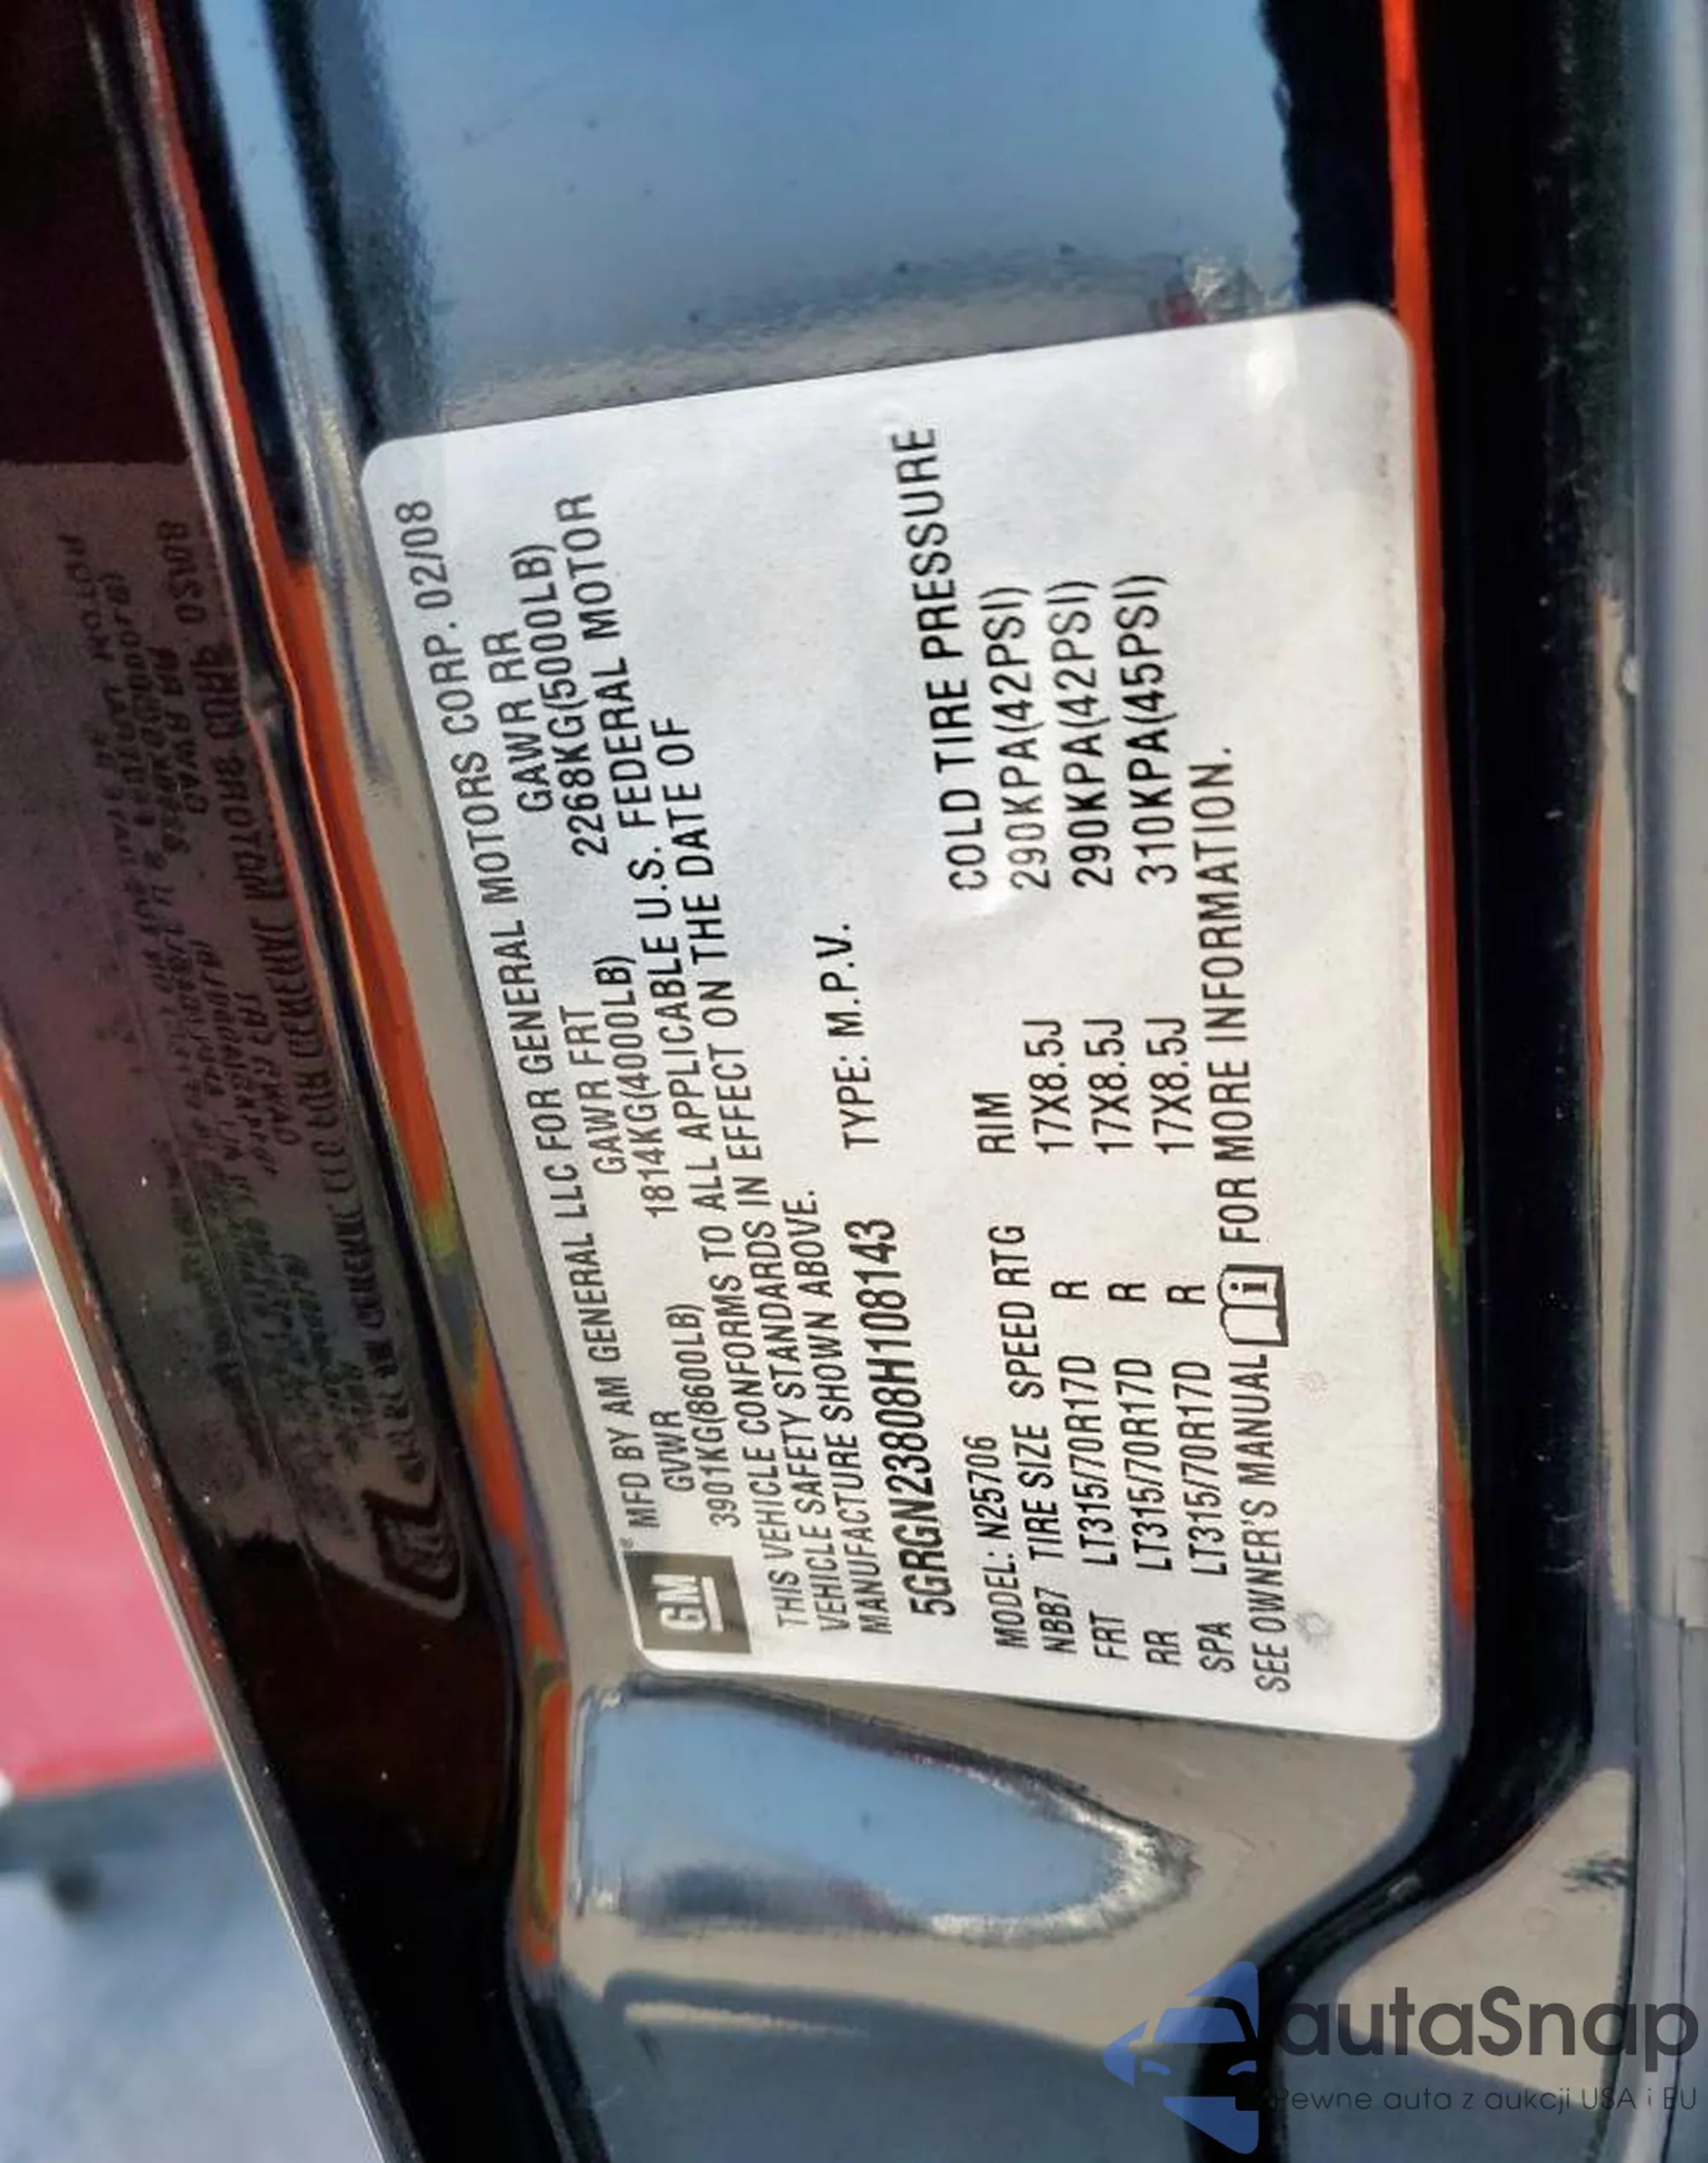 GM
MFD BY AM GENERAL LLC FOR GENERAL MOTORS CORP. 02/08
GVWR GAWR FRT GAWR RR
3901KG(8600LB) 1814KG(4000LB) 2268KG(5000LB)
THIS VEHICLE CONFORMS TO ALL APPLICABLE U.S. FEDERAL MOTOR
VEHICLE SAFETY STANDARDS IN EFFECT ON THE DATE OF
MANUFACTURE SHOWN ABOVE.
5GRGN23808H108143 TYPE: M.P.V.
MODEL: N25706
NBB7 TIRE SIZE SPEED RTG RIM COLD TIRE PRESSURE
FRT LT315/70R17D R 17X8.5J 290KPA(42PSI)
RR LT315/70R17D R 17X8.5J 290KPA(42PSI)
SPA LT315/70R17D R 17X8.5J 310KPA(45PSI)
SEE OWNER'S MANUAL i FOR MORE INFORMATION.
autaSnap
Pewne auta z aukcji USA i EU